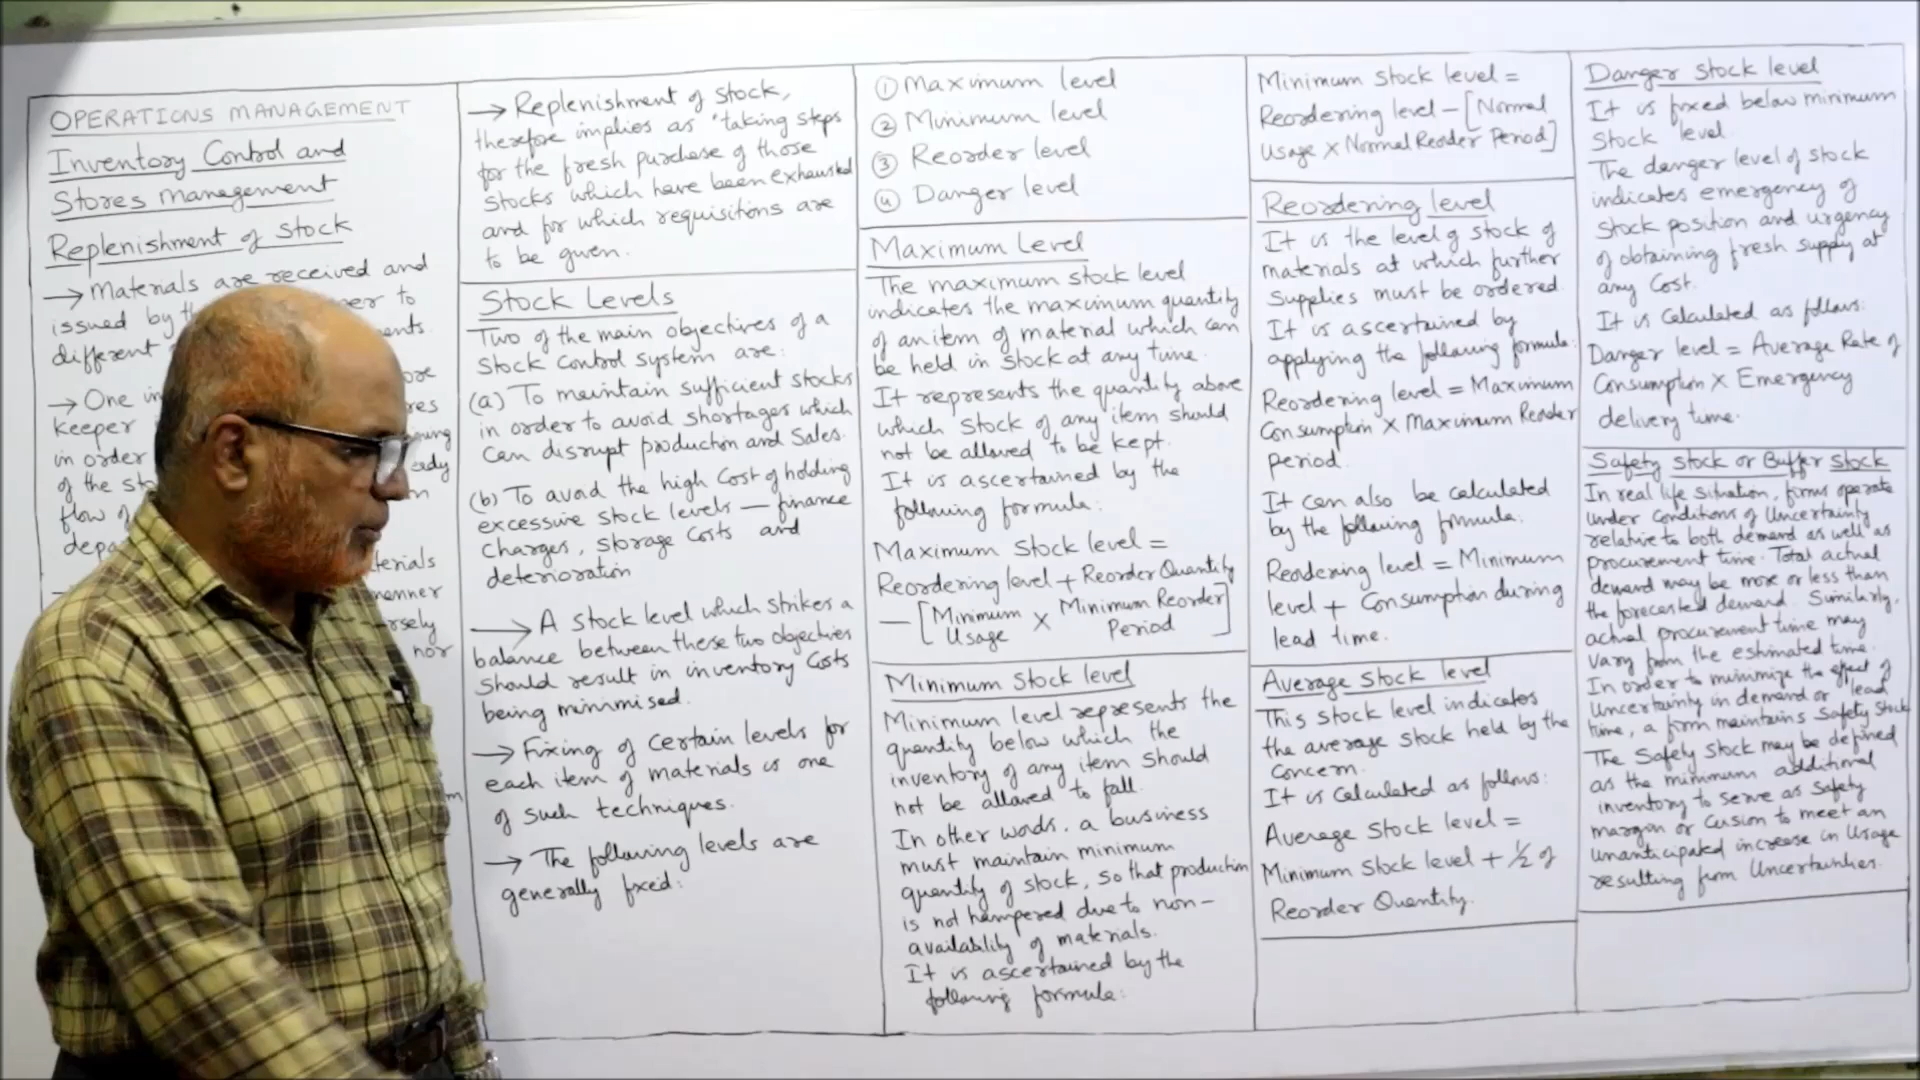 OPERATIONS MANAGEMENT
Inventory Control and
Stores Management
Replenishment of Stock
→ Materials are received and
issued by
different
→ One in
keeper
in order
of the
flow of
→ Replenishment of stock,
therefore implies as 'taking steps
for the fresh purchase of those
stocks which have been exhausted
and for which requisitions are
to be given.
Stock Levels
Two of the main objectives of a
Stock Control system are:
(a) To maintain sufficient stocks
in order to avoid shortages which
can disrupt production and Sales.
(b) To avoid the high Cost of holding
excessive stock levels — finance
charges, storage costs and
deterioration
→ A stock level which strikes a
balance between these two objectives
should result in inventory costs
being minimised.
→ Fixing of certain levels for
each item of materials is one
of such techniques.
→ The following levels are
generally fixed:
① Maximum level
② Minimum level
③ Reorder level
④ Danger level
Maximum Level
The maximum stock level
indicates the maximum quantity
of an item of material which can
be held in stock at any time.
It represents the quantity above
which stock of any item should
not be allowed to be kept.
It is ascertained by the
following formula:
Maximum Stock level =
Reordering level + Reorder Quantity
— [Minimum Usage × Minimum Reorder Period]
Minimum Stock level
Minimum level represents the
quantity below which the
inventory of any item should
not be allowed to fall.
In other words, a business
must maintain minimum
quantity of stock, so that production
is not hampered due to non-
availability of materials.
It is ascertained by the
following formula:
Minimum Stock level =
Reordering level — [Normal
Usage × Normal Reorder Period]
Reordering level
It is the level of stock of
materials at which further
supplies must be ordered.
It is ascertained by
applying the following formula:
Reordering level = Maximum
Consumption × Maximum Reorder
period.
It can also be calculated
by the following formula:
Reordering level = Minimum
level + Consumption during
lead time.
Average Stock level
This stock level indicates
the average stock held by the
concern.
It is calculated as follows:
Average Stock level =
Minimum Stock level + ½ of
Reorder Quantity.
Danger Stock level
It is fixed below minimum
Stock level.
The danger level of stock
indicates emergency of
stock position and urgency
of obtaining fresh supply at
any cost.
It is calculated as follows:
Danger level = Average Rate of
Consumption × Emergency
delivery time.
Safety Stock or Buffer Stock
In real life situation, firms operate
under conditions of uncertainty
relative to both demand as well as
procurement time. Total actual
demand may be more or less than
the forecasted demand. Similarly,
actual procurement time may
vary from the estimated time.
In order to minimize the effect of
uncertainty in demand or lead
time, a firm maintains Safety Stock
The Safety Stock may be defined
as the minimum additional
inventory to serve as safety
margin or cusion to meet an
unanticipated increase in usage
resulting from uncertainties.